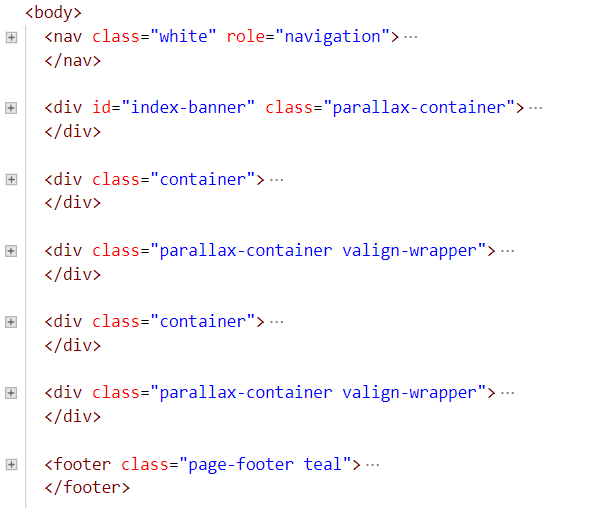 <body>
<nav class="white" role="navigation">...
</nav>
<div id="index-banner" class="parallax-container">...
</div>
<div class="container">...
</div>
<div class="parallax-container valign-wrapper">...
</div>
<div class="container">...
</div>
<div class="parallax-container valign-wrapper">...
</div>
<footer class="page-footer teal">...
</footer>